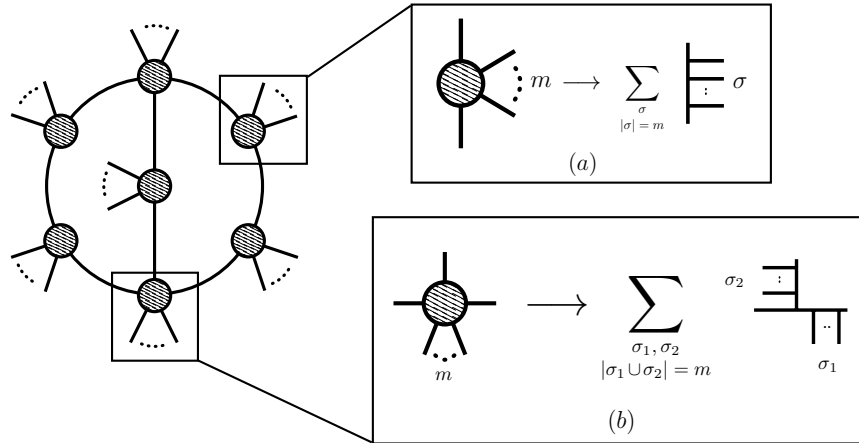 m ⟶ ∑ σ
σ
|σ| = m
(a)
⟶ ∑ σ₂
σ₁, σ₂
|σ₁ ∪ σ₂| = m
m
σ₁
(b)